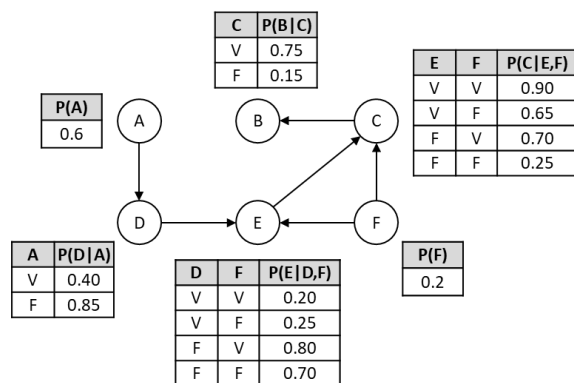 C P(B|C)
V 0.75
F 0.15
E F P(C|E,F)
V V 0.90
V F 0.65
F V 0.70
F F 0.25
P(A)
0.6
A
B
C
D
E
F
A P(D|A)
V 0.40
F 0.85
D F P(E|D,F)
V V 0.20
V F 0.25
F V 0.80
F F 0.70
P(F)
0.2